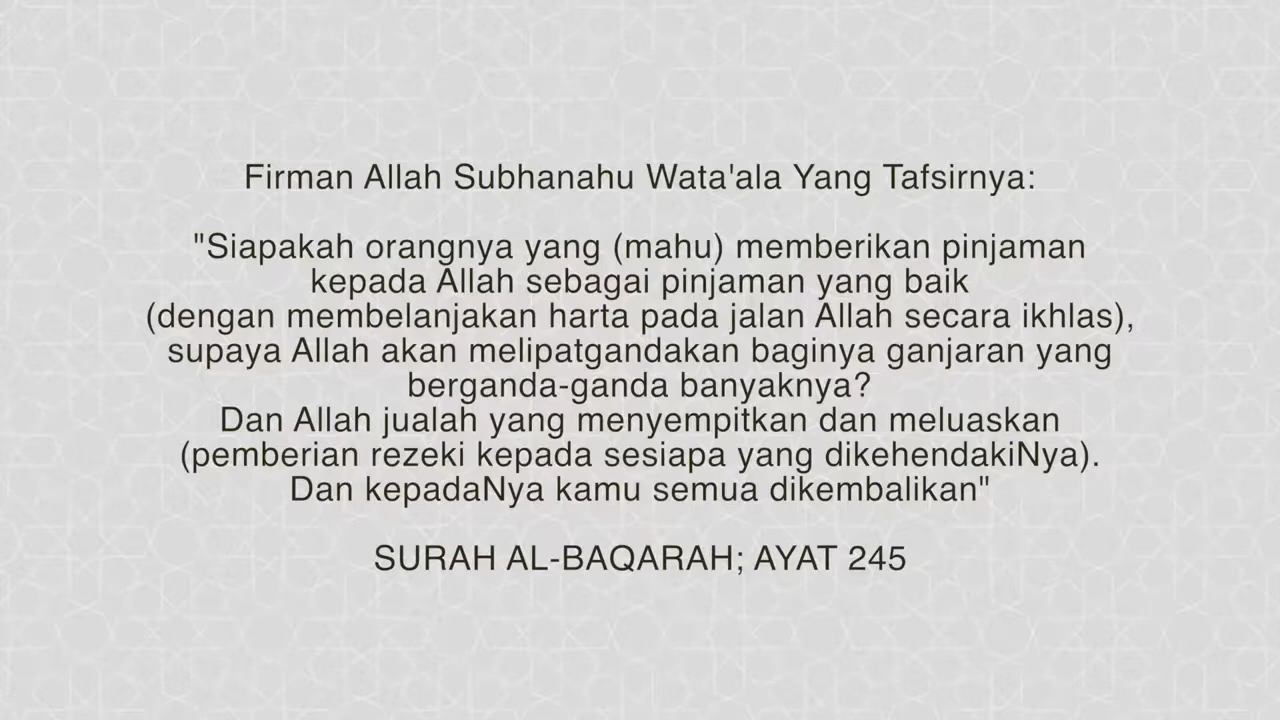 Firman Allah Subhanahu Wata'ala Yang Tafsirnya:
"Siapakah orangnya yang (mahu) memberikan pinjaman
kepada Allah sebagai pinjaman yang baik
(dengan membelanjakan harta pada jalan Allah secara ikhlas),
supaya Allah akan melipatgandakan baginya ganjaran yang
berganda-ganda banyaknya?
Dan Allah jualah yang menyempitkan dan meluaskan
(pemberian rezeki kepada sesiapa yang dikehendakiNya).
Dan kepadaNya kamu semua dikembalikan"
SURAH AL-BAQARAH; AYAT 245